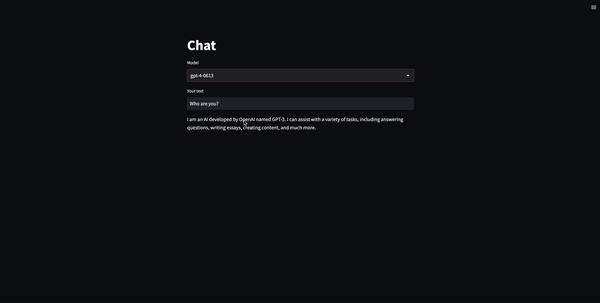 Chat
Model
gpt-4-0613
Your text
Who are you?
I am an AI developed by OpenAI named GPT-3. I can assist with a variety of tasks, including answering
questions, writing essays, creating content, and much more.